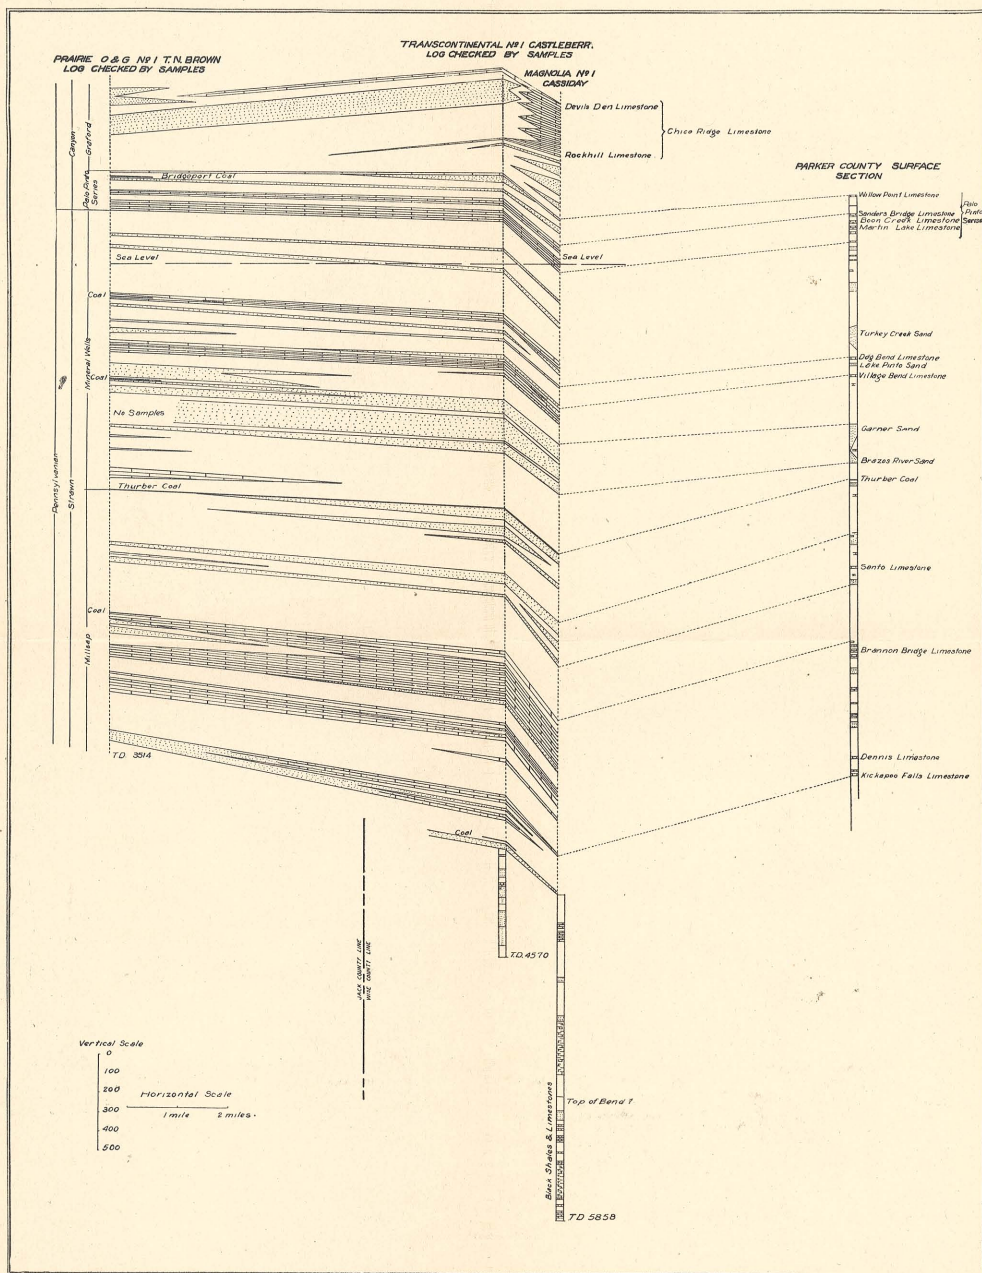 TRANSCONTINENTAL Nº1 CASTLEBERR.
LOG CHECKED BY SAMPLES
PRAIRIE O & G Nº1 T.N. BROWN
LOG CHECKED BY SAMPLES
MAGNOLIA Nº1
CASSIDAY
Devils Den Limestone
Chico Ridge Limestone
Rockhill Limestone
Canyon
Graford
Palo Pinto
Series
Bridgeport Coal
PARKER COUNTY SURFACE
SECTION
Willow Point Limestone
Sanders Bridge Limestone
Boon Creek Limestone
Martin Lake Limestone
Palo
Pinto
Series
Sea Level
Sea Level
Coal
Turkey Creek Sand
Mineral Wells
Dog Bend Limestone
Lake Pinto Sand
Village Bend Limestone
Coal
No Samples
Garner Sand
Brazos River Sand
Pennsylvanian
Strawn
Thurber Coal
Thurber Coal
Santo Limestone
Coal
Millsap
Brannon Bridge Limestone
T.D. 3514
Dennis Limestone
Kickapoo Falls Limestone
Coal
T.D. 4570
JACK COUNTY LINE
WISE COUNTY LINE
Vertical Scale
0
100
200
300
400
500
Horizontal Scale
1 mile 2 miles.
Black Shales & Limestones
Top of Bend ?
T D 5858